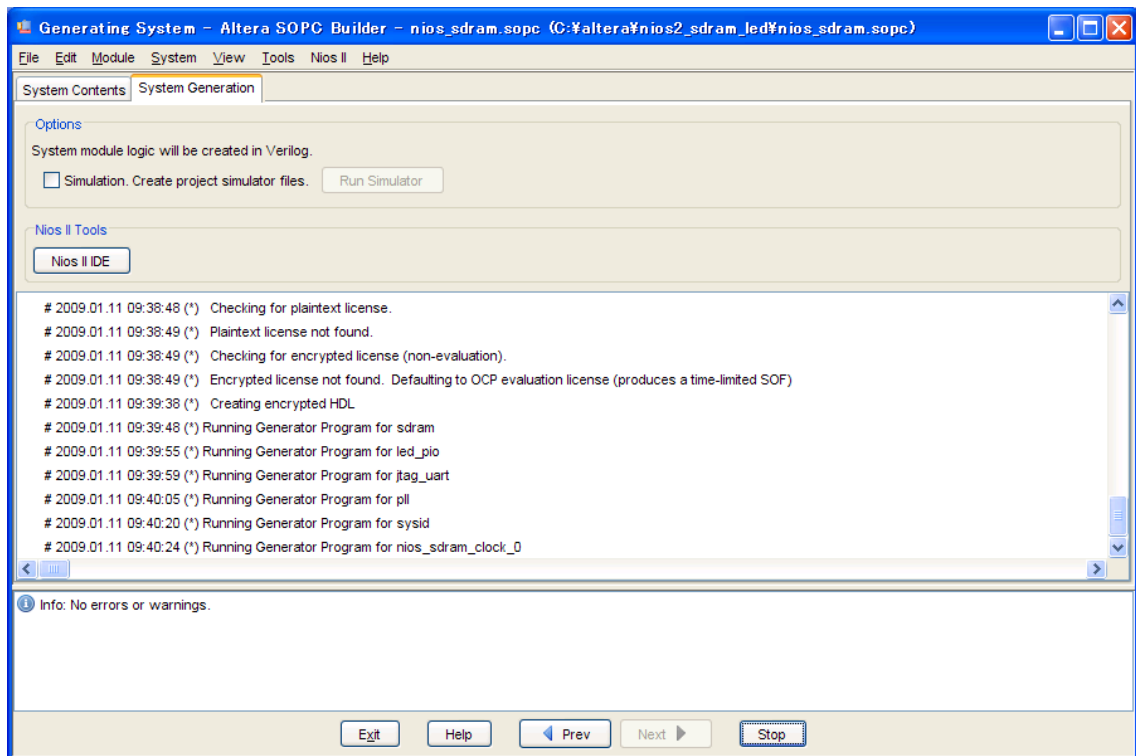 Generating System - Altera SOPC Builder - nios_sdram.sopc (C:¥altera¥nios2_sdram_led¥nios_sdram.sopc)
File Edit Module System View Tools Nios II Help
System Contents System Generation
Options
System module logic will be created in Verilog.
Simulation. Create project simulator files. Run Simulator
Nios II Tools
Nios II IDE
# 2009.01.11 09:38:48 (*) Checking for plaintext license.
# 2009.01.11 09:38:49 (*) Plaintext license not found.
# 2009.01.11 09:38:49 (*) Checking for encrypted license (non-evaluation).
# 2009.01.11 09:38:49 (*) Encrypted license not found. Defaulting to OCP evaluation license (produces a time-limited SOF)
# 2009.01.11 09:39:38 (*) Creating encrypted HDL
# 2009.01.11 09:39:48 (*) Running Generator Program for sdram
# 2009.01.11 09:39:55 (*) Running Generator Program for led_pio
# 2009.01.11 09:39:59 (*) Running Generator Program for jtag_uart
# 2009.01.11 09:40:05 (*) Running Generator Program for pll
# 2009.01.11 09:40:20 (*) Running Generator Program for sysid
# 2009.01.11 09:40:24 (*) Running Generator Program for nios_sdram_clock_0
Info: No errors or warnings.
Exit Help Prev Next Stop